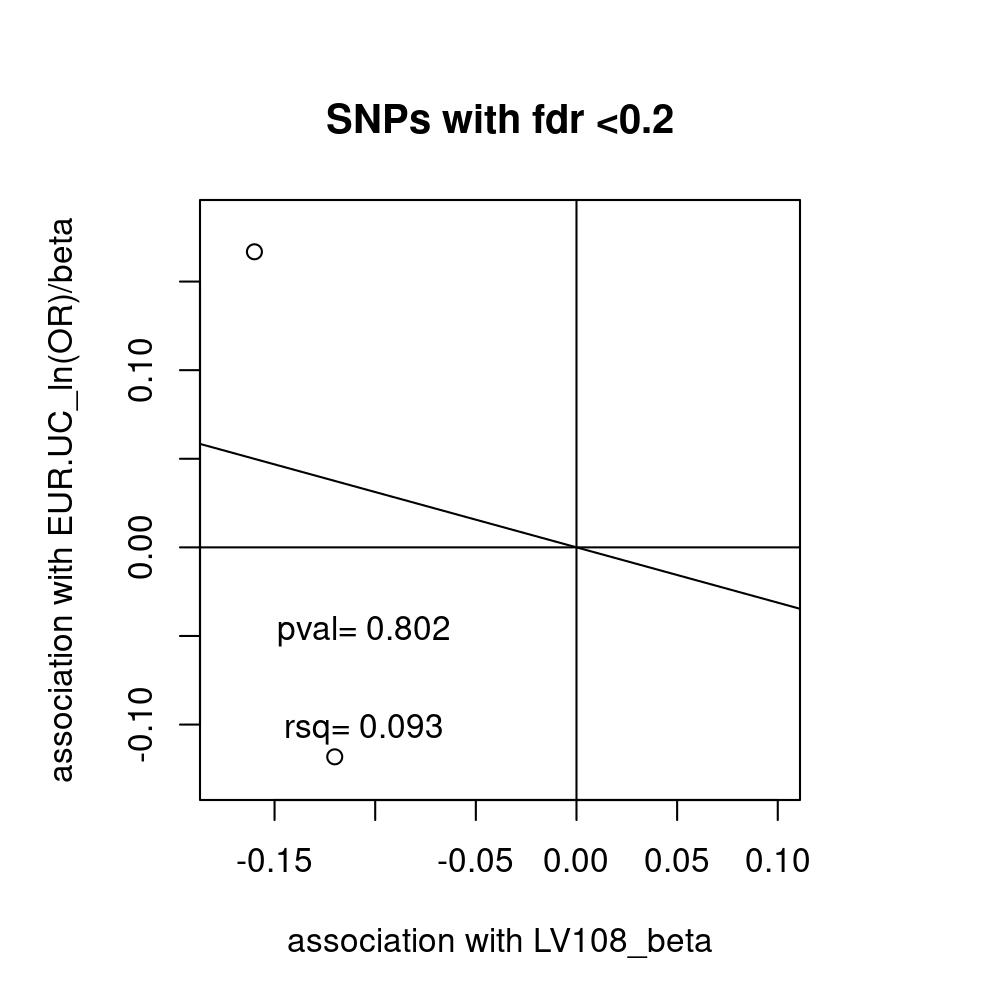 SNPs with fdr <0.2
association with EUR.UC_ln(OR)/beta
0.10
0.00
-0.10
pval= 0.802
rsq= 0.093
-0.15 -0.05 0.00 0.05 0.10
association with LV108_beta